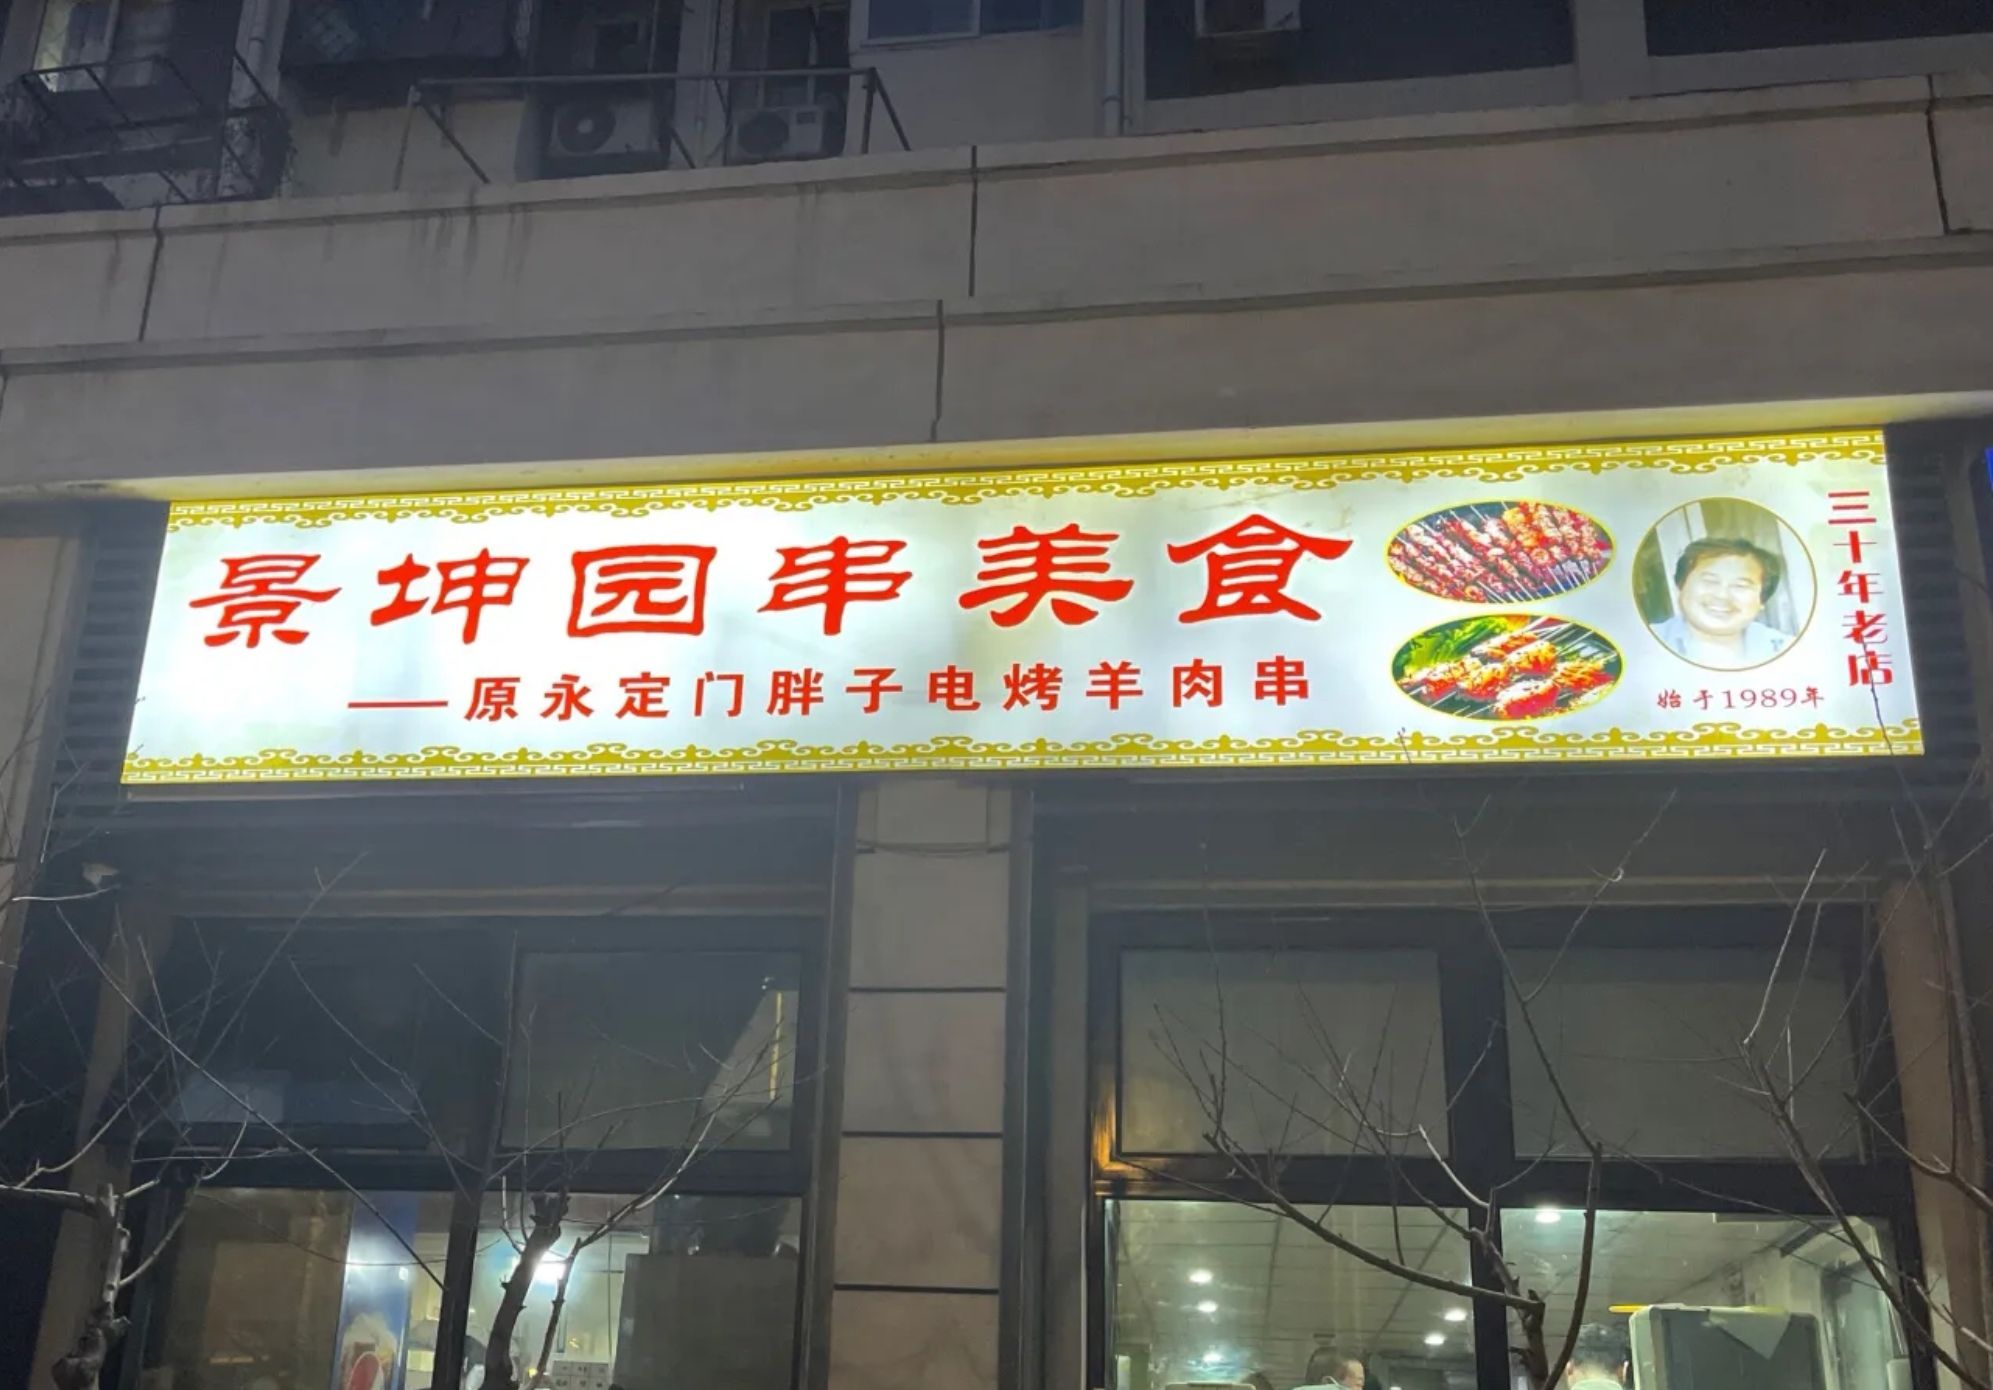 景坤园串美食
——原永定门胖子电烤羊肉串
始于1989年
三十年老店